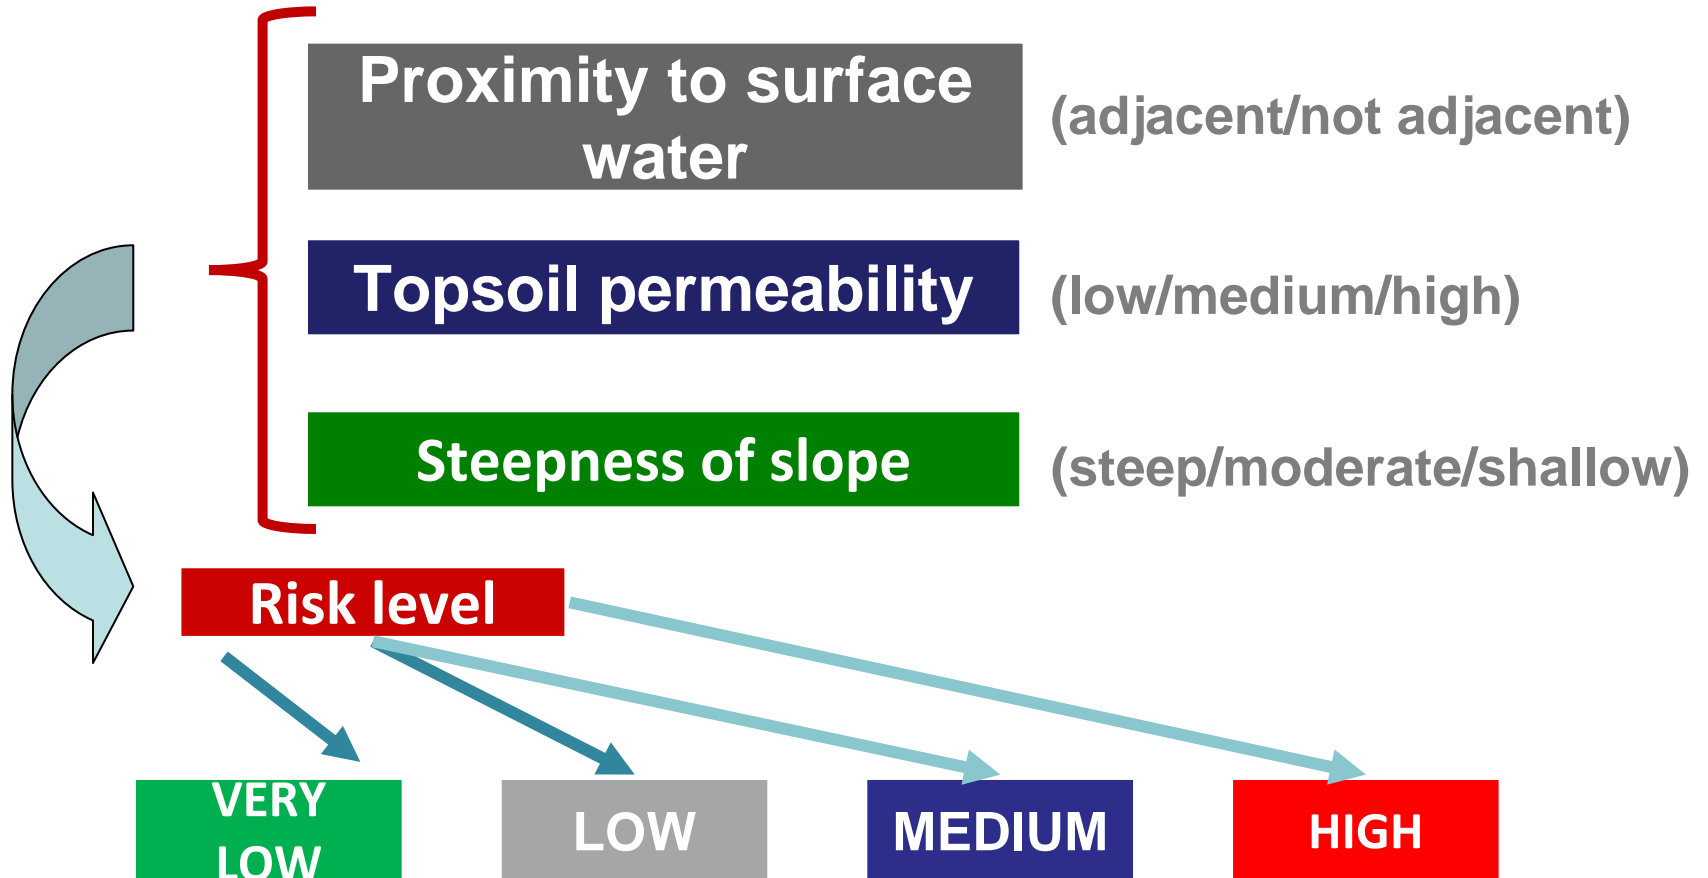 Proximity to surface
water
(adjacent/not adjacent)
Topsoil permeability
(low/medium/high)
Steepness of slope
(steep/moderate/shallow)
Risk level
VERY
LOW
LOW
MEDIUM
HIGH